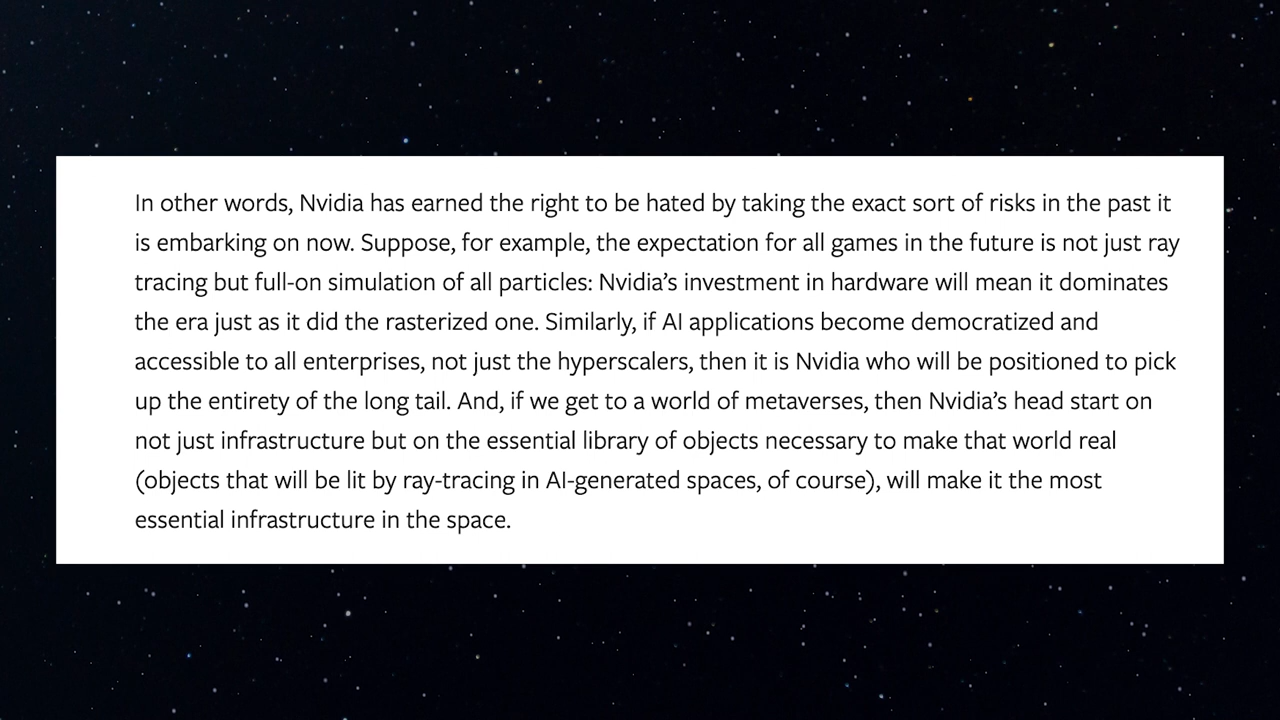 In other words, Nvidia has earned the right to be hated by taking the exact sort of risks in the past it
is embarking on now. Suppose, for example, the expectation for all games in the future is not just ray
tracing but full-on simulation of all particles: Nvidia’s investment in hardware will mean it dominates
the era just as it did the rasterized one. Similarly, if AI applications become democratized and
accessible to all enterprises, not just the hyperscalers, then it is Nvidia who will be positioned to pick
up the entirety of the long tail. And, if we get to a world of metaverses, then Nvidia’s head start on
not just infrastructure but on the essential library of objects necessary to make that world real
(objects that will be lit by ray-tracing in AI-generated spaces, of course), will make it the most
essential infrastructure in the space.